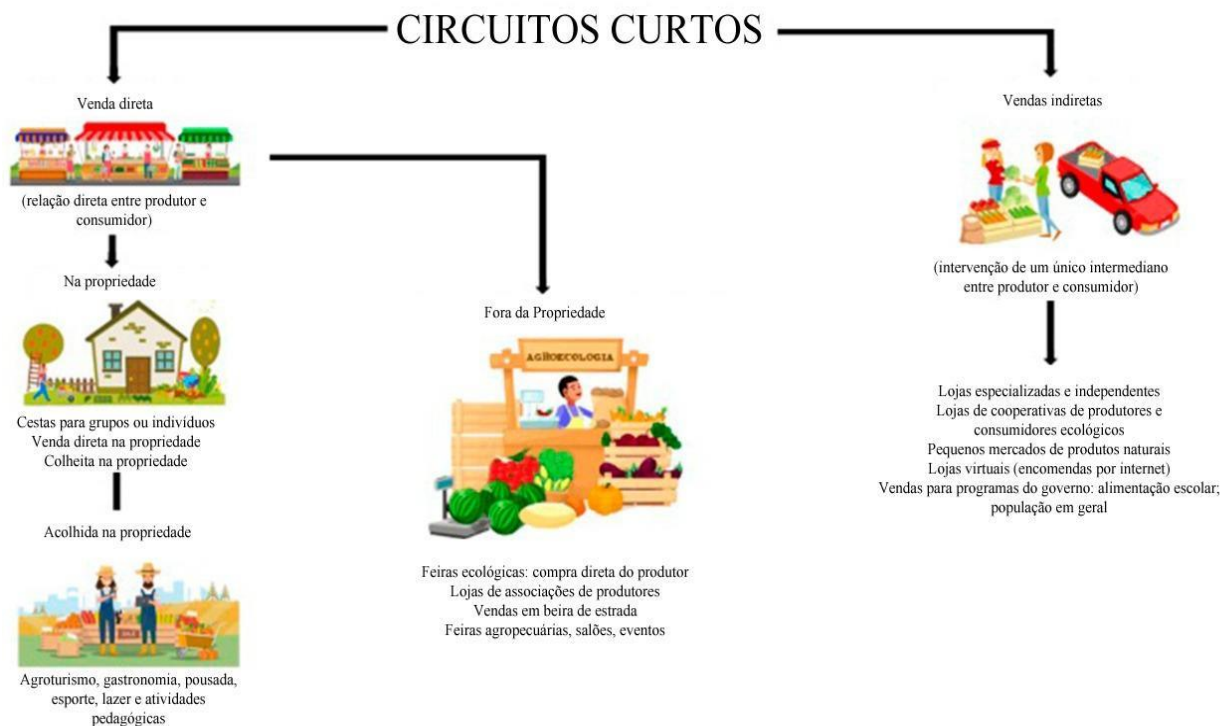 CIRCUITOS CURTOS
Venda direta
(relação direta entre produtor e
consumidor)
Na propriedade
Cestas para grupos ou indivíduos
Venda direta na propriedade
Colheita na propriedade
Acolhida na propriedade
Agroturismo, gastronomia, pousada,
esporte, lazer e atividades
pedagógicas
Fora da Propriedade
AGROECOLOGIA
Feiras ecológicas: compra direta do produtor
Lojas de associações de produtores
Vendas em beira de estrada
Feiras agropecuárias, salões, eventos
Vendas indiretas
(intervenção de um único intermediano
entre produtor e consumidor)
Lojas especializadas e independentes
Lojas de cooperativas de produtores e
consumidores ecológicos
Pequenos mercados de produtos naturais
Lojas virtuais (encomendas por internet)
Vendas para programas do governo: alimentação escolar;
população em geral